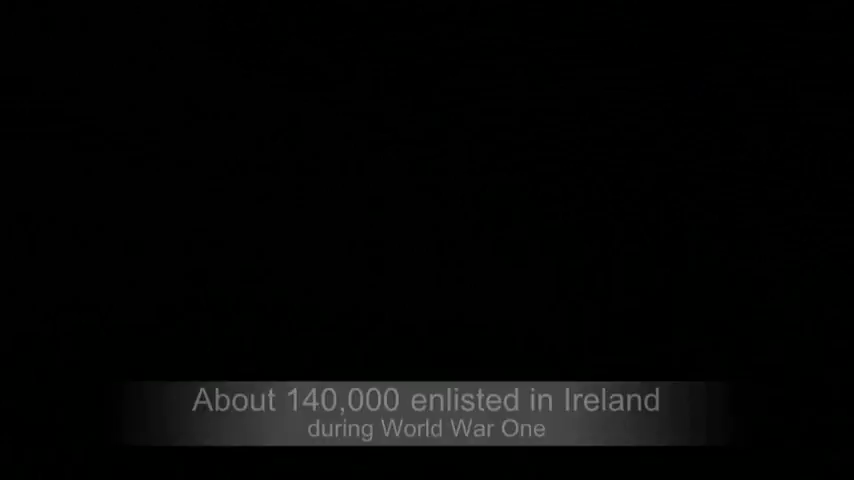 About 140,000 enlisted in Ireland
during World War One